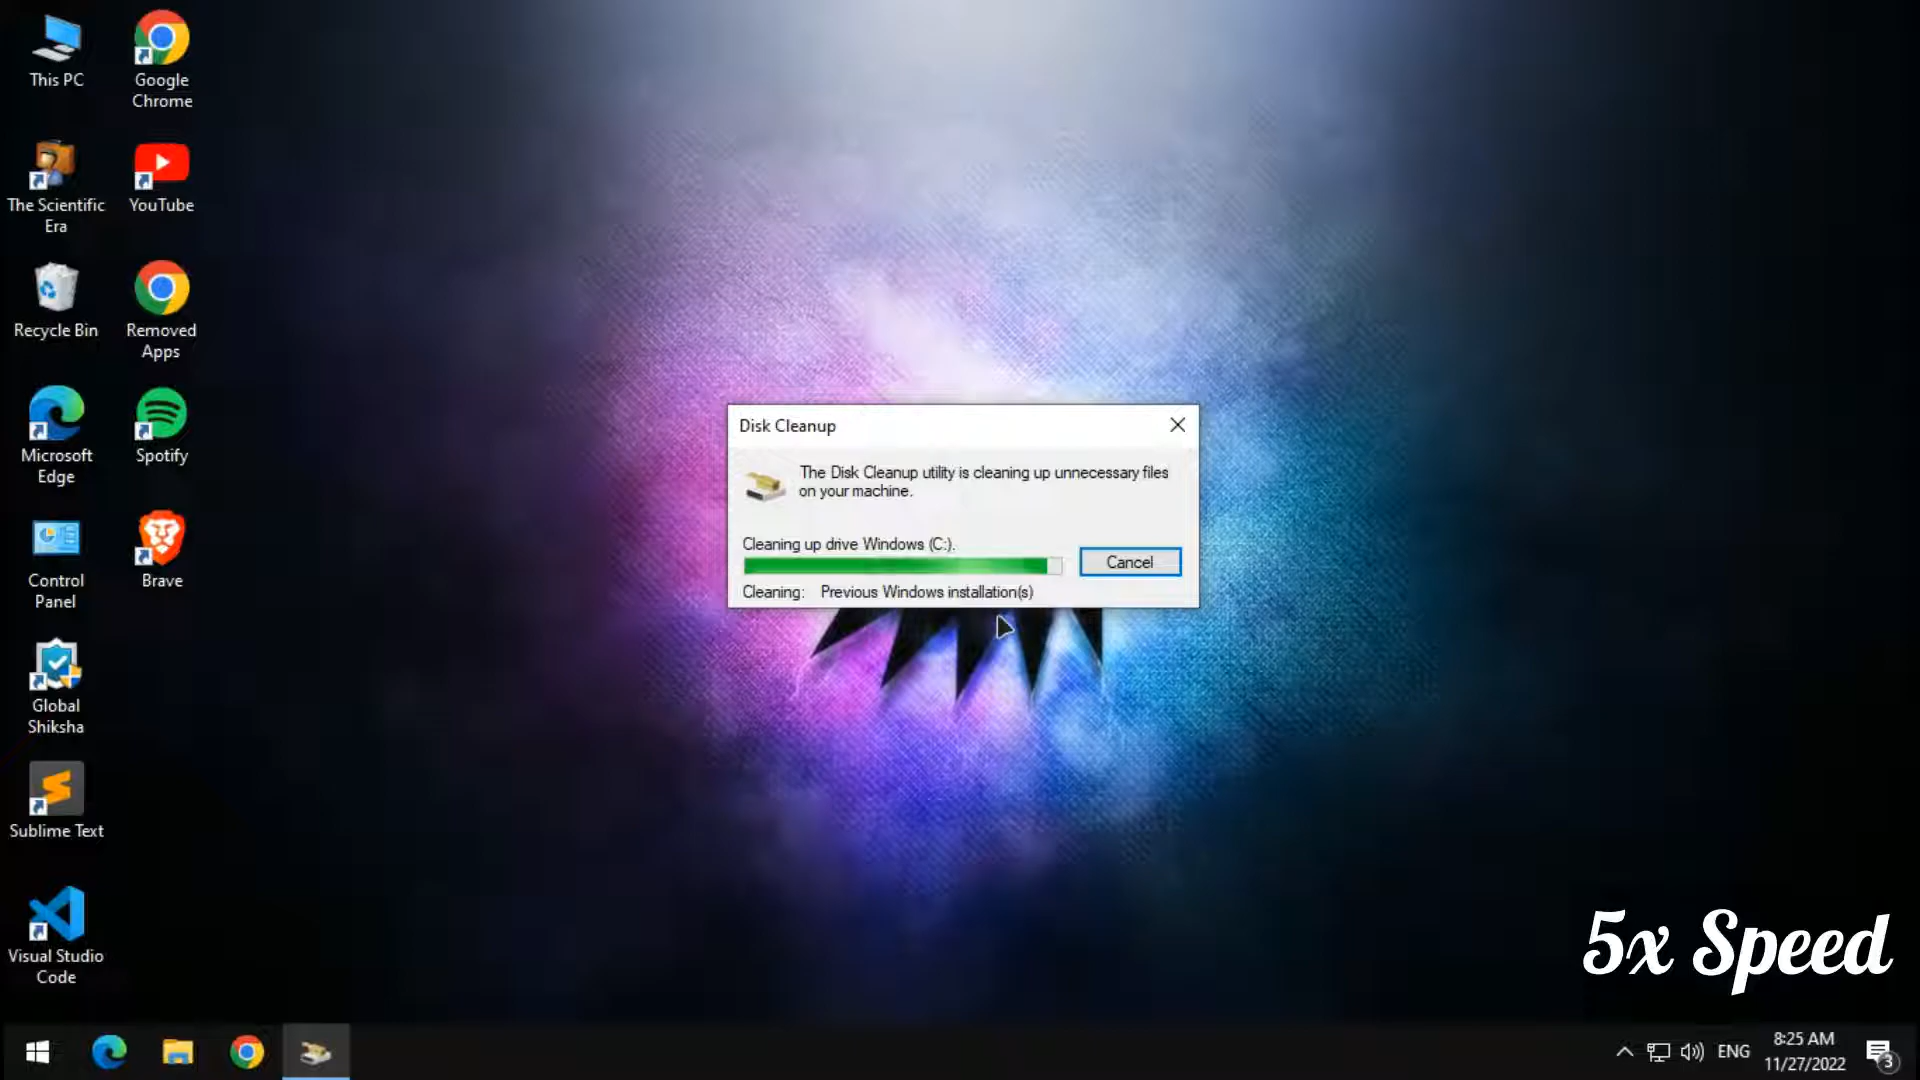 This PC
Google
Chrome
The Scientific
Era
YouTube
Recycle Bin
Removed
Apps
Microsoft
Edge
Spotify
Control
Panel
Brave
Global
Shiksha
Sublime Text
Visual Studio
Code
Disk Cleanup
The Disk Cleanup utility is cleaning up unnecessary files
on your machine.
Cleaning up drive Windows (C:).
Cancel
Cleaning: Previous Windows installation(s)
5x Speed
ENG
8:25 AM
11/27/2022
3